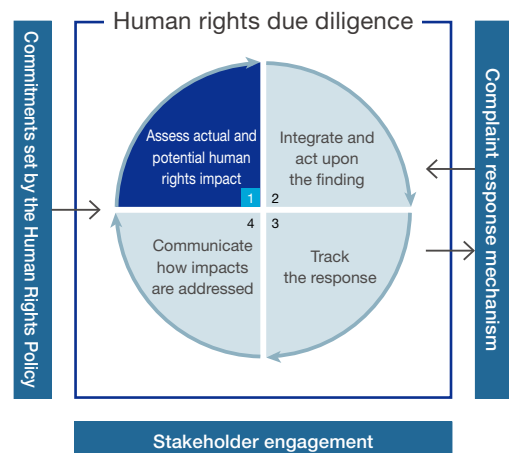 Human rights due diligence
Commitments set by the Human Rights Policy
Assess actual and
potential human
rights impact
1
Integrate and
act upon
the finding
2
3
Track
the response
4
Communicate
how impacts
are addressed
Complaint response mechanism
Stakeholder engagement